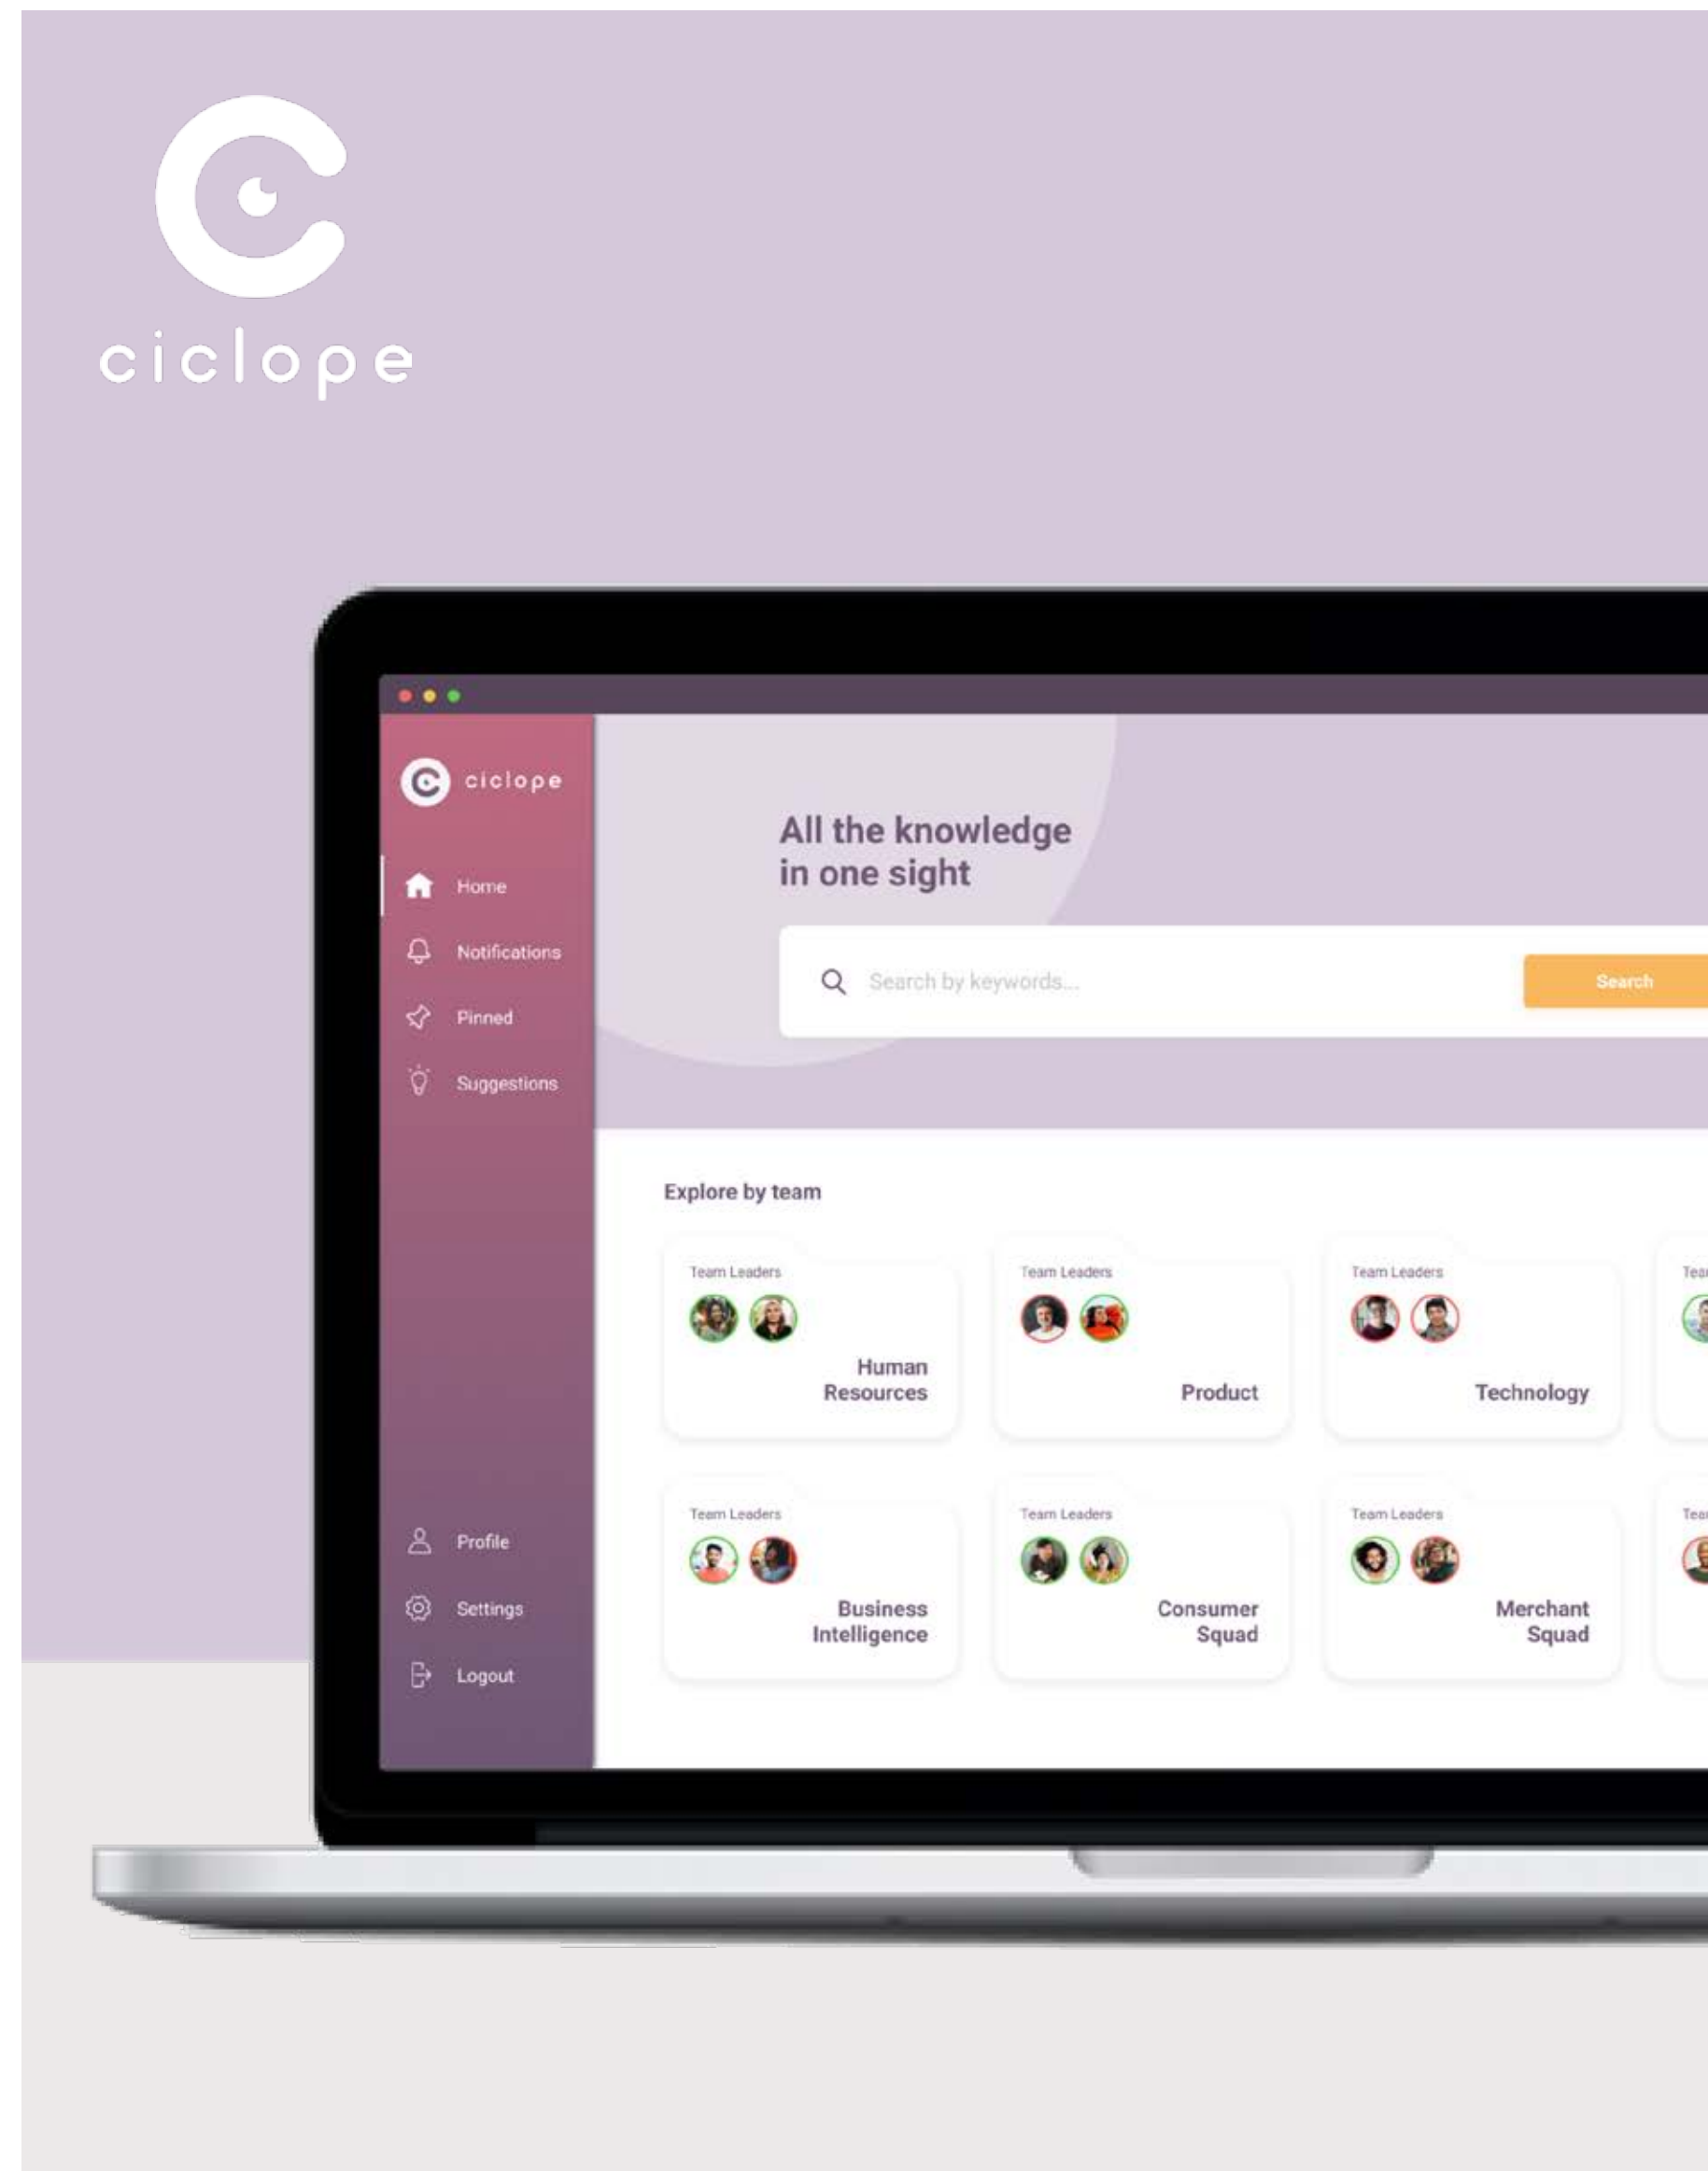 ciclope
ciclope
Home
Notifications
Pinned
Suggestions
Profile
Settings
Logout
All the knowledge
in one sight
Search by keywords...
Search
Explore by team
Team Leaders
Human
Resources
Team Leaders
Product
Team Leaders
Technology
Team Leaders
Business
Intelligence
Team Leaders
Consumer
Squad
Team Leaders
Merchant
Squad